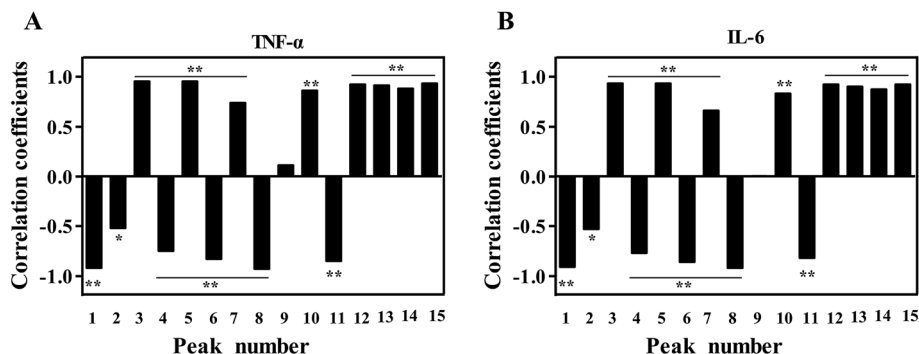 A
TNF-α
Correlation coefficients
1.0
0.5
0.0
-0.5
-1.0
**
**
**
**
*
**
**
1 2 3 4 5 6 7 8 9 10 11 12 13 14 15
Peak number
B
IL-6
Correlation coefficients
1.0
0.5
0.0
-0.5
-1.0
**
**
**
**
*
**
**
1 2 3 4 5 6 7 8 9 10 11 12 13 14 15
Peak number